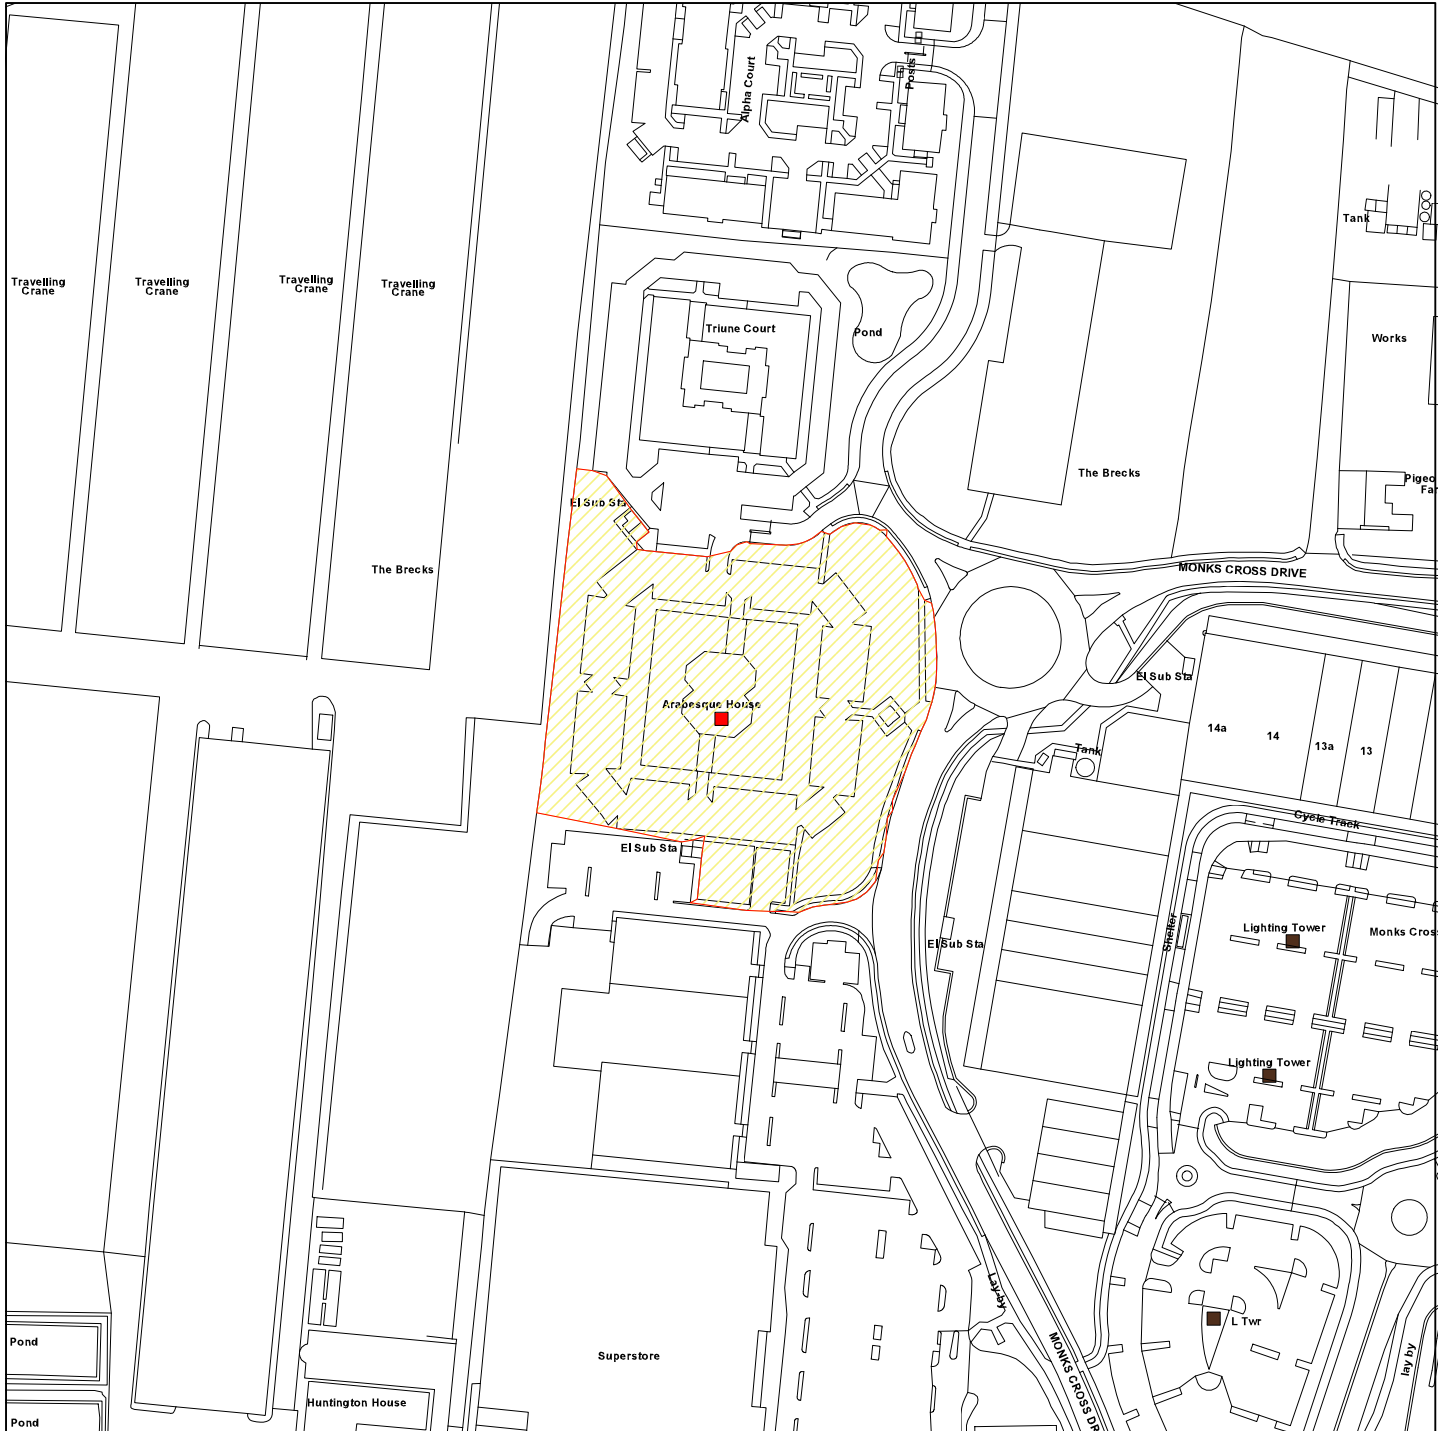 Alpha Court
Posts
Tank
Travelling
Crane
Travelling
Crane
Travelling
Crane
Travelling
Crane
Triune Court
Pond
Works
The Brecks
El Sub Sta
Pigeo
Fa
The Brecks
MONKS CROSS DRIVE
El Sub Sta
Arabesque House
14a
14
13a
13
Tank
Cycle Track
El Sub Sta
Shelter
Lighting Tower
Monks Cros
El Sub Sta
Lighting Tower
Lay-by
L Twr
Pond
Superstore
MONKS CROSS DR
lay by
Huntington House
Pond